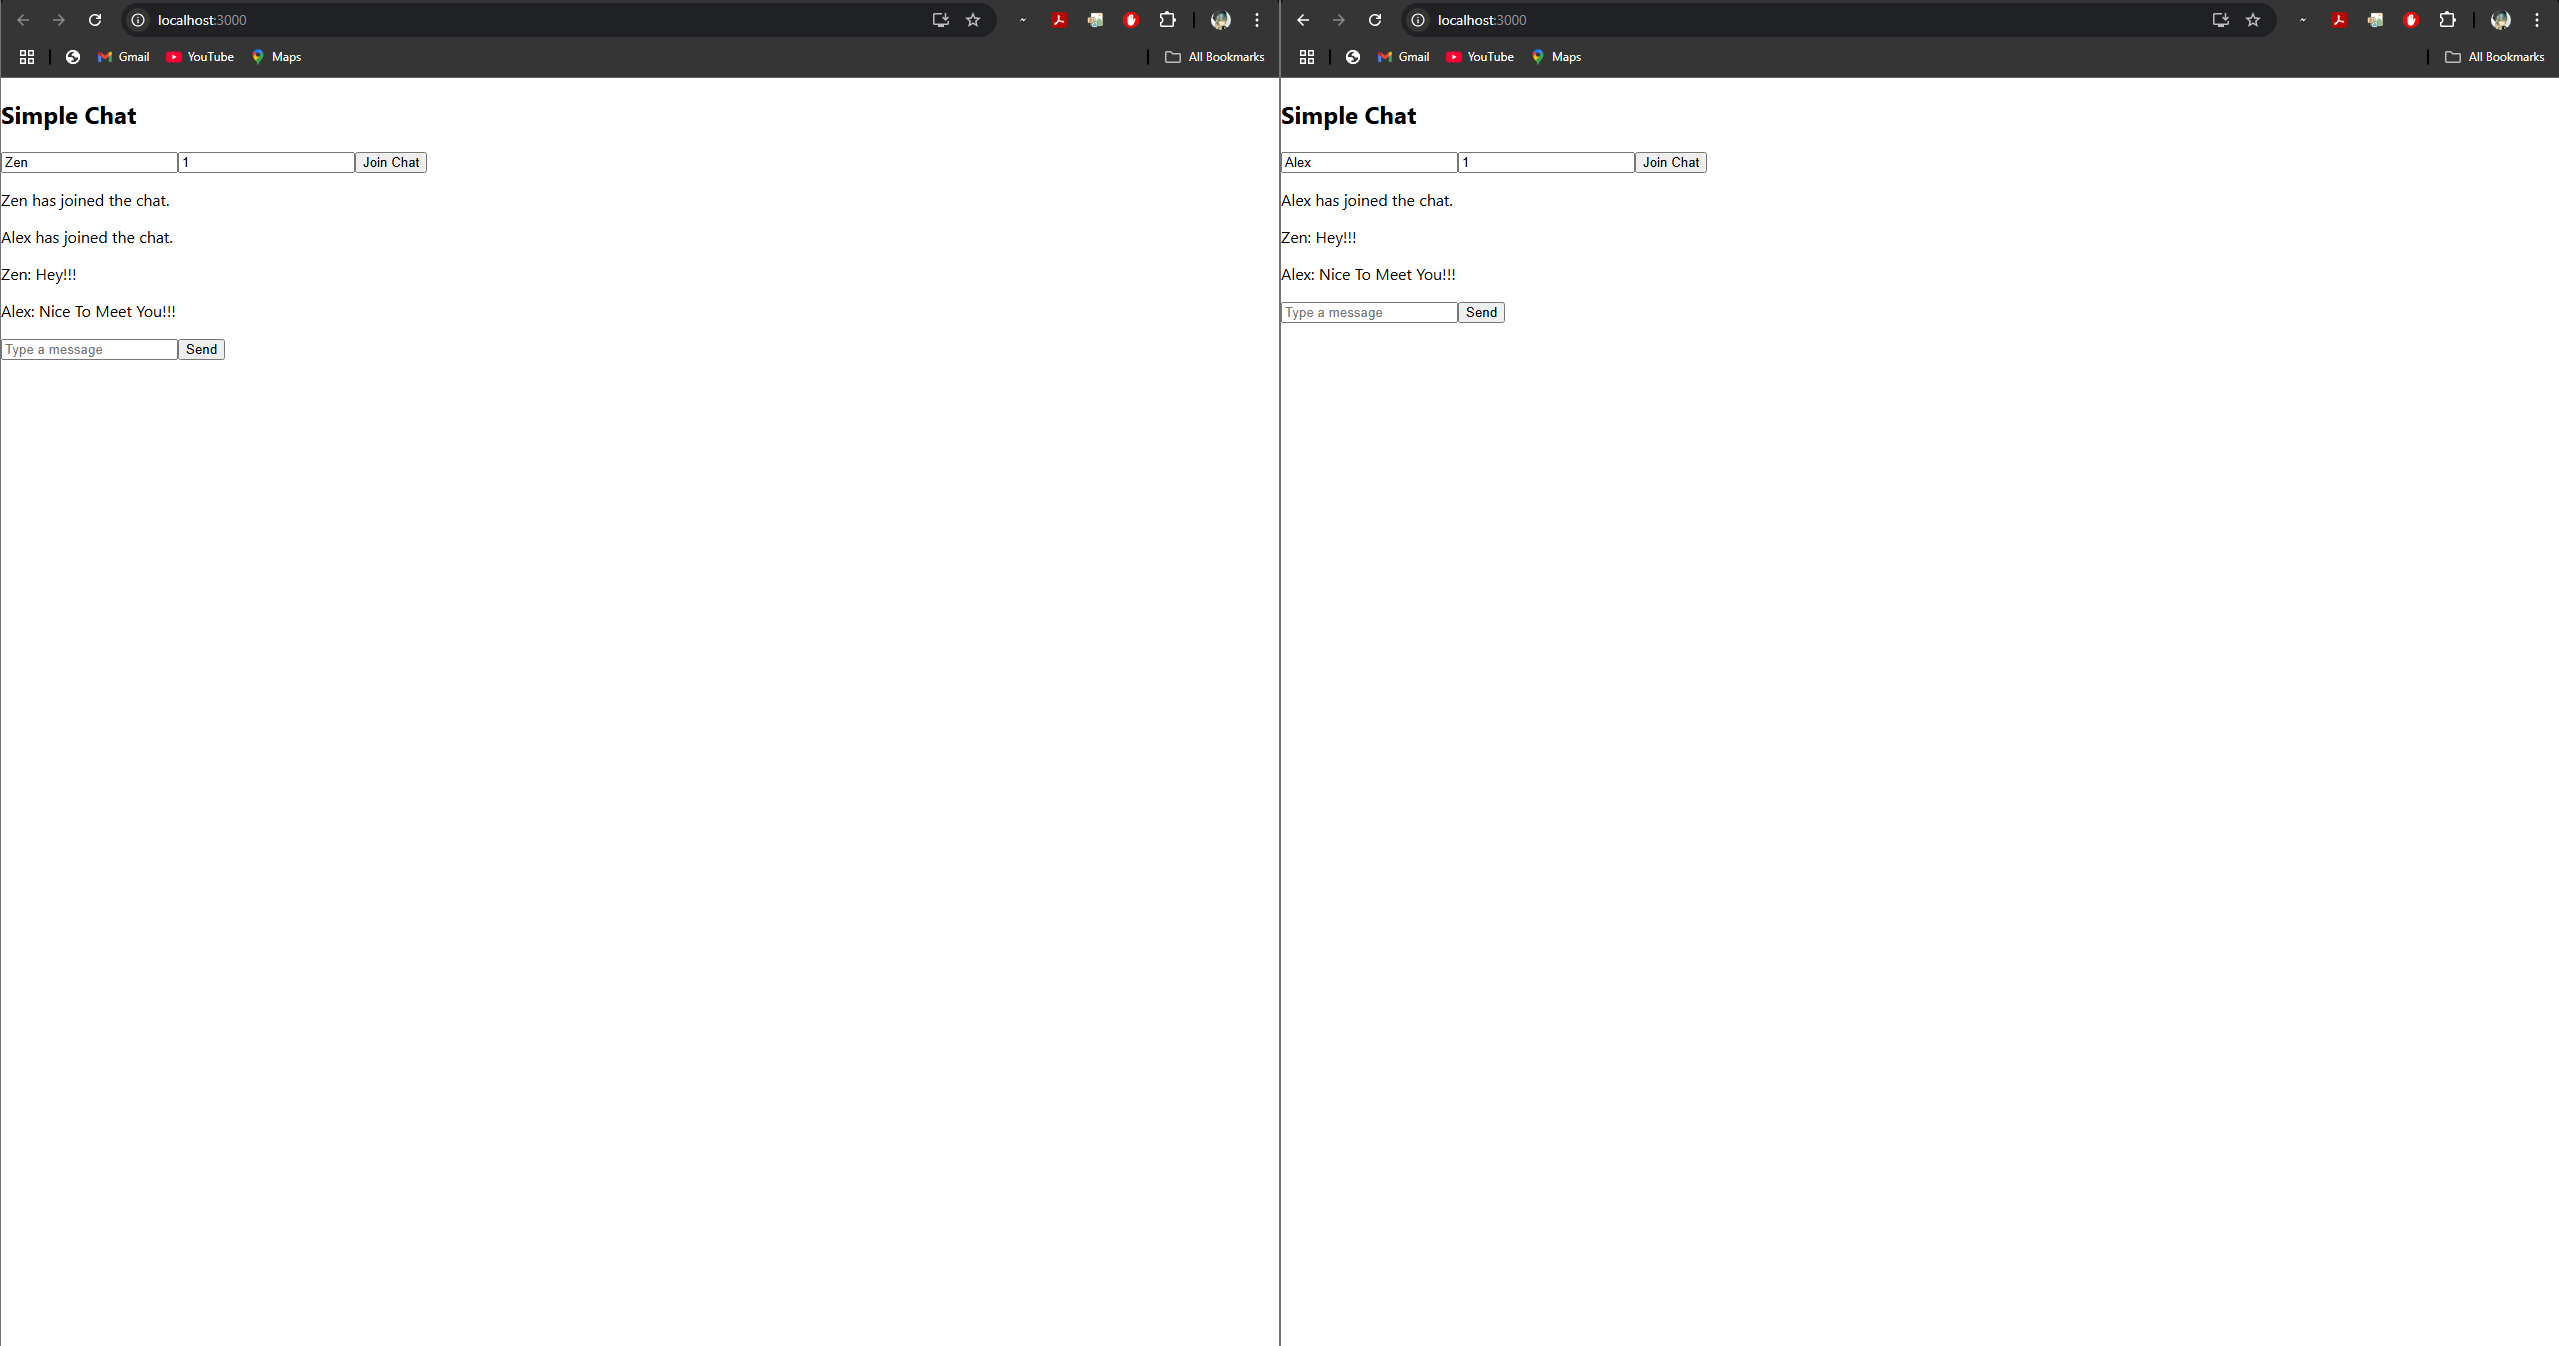 localhost:3000
Gmail YouTube Maps All Bookmarks
Simple Chat
Zen 1 Join Chat
Zen has joined the chat.
Alex has joined the chat.
Zen: Hey!!!
Alex: Nice To Meet You!!!
Type a message Send
localhost:3000
Gmail YouTube Maps All Bookmarks
Simple Chat
Alex 1 Join Chat
Alex has joined the chat.
Zen: Hey!!!
Alex: Nice To Meet You!!!
Type a message Send